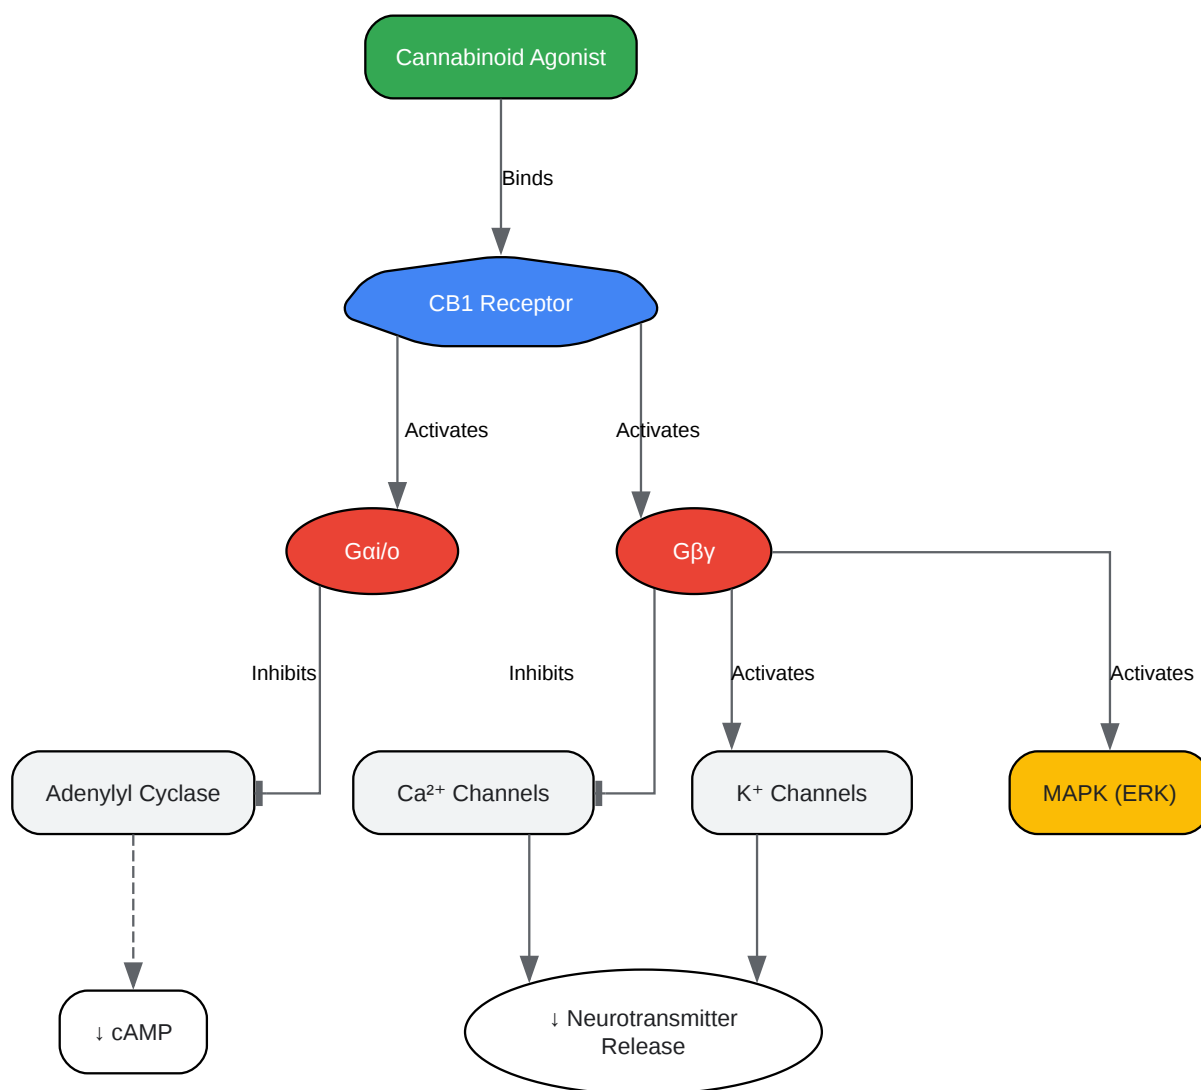 Cannabinoid Agonist
Binds
CB1 Receptor
Activates
Activates
Gαi/o
Gβγ
Inhibits
Inhibits
Activates
Activates
Adenylyl Cyclase
Ca²⁺ Channels
K⁺ Channels
MAPK (ERK)
↓ cAMP
↓ Neurotransmitter
Release